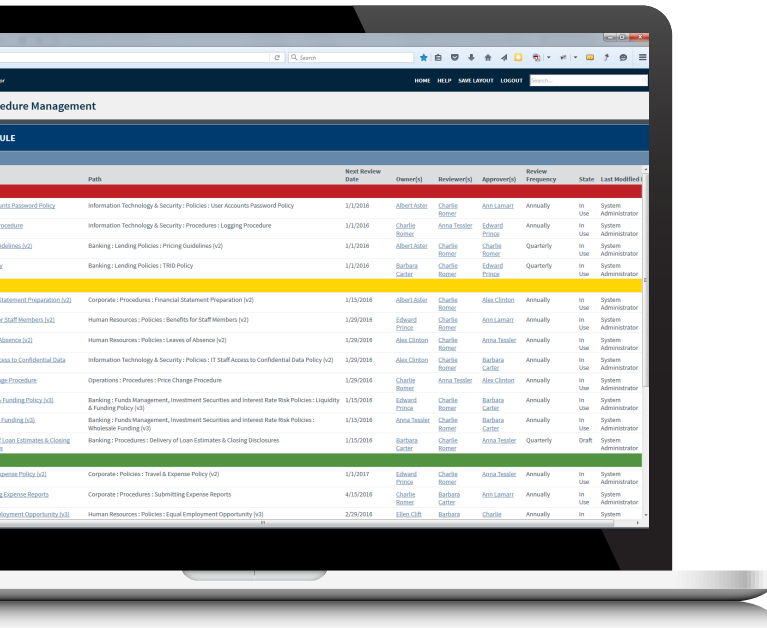 Search
or
HOME HELP SAVE LAYOUT LOGOUT Search...
edure Management
ULE
Path Next Review Date Owner(s) Reviewer(s) Approver(s) Review Frequency State Last Modified
unts Password Policy Information Technology & Security : Policies : User Accounts Password Policy 1/1/2016 Albert Aster Charlie Romer Ann Lamarr Annually In Use System Administrator
rocedure Information Technology & Security : Procedures : Logging Procedure 1/1/2016 Charlie Romer Anna Tessler Edward Prince Annually In Use System Administrator
idelines (v2) Banking : Lending Policies : Pricing Guidelines (v2) 1/1/2016 Albert Aster Charlie Romer Charlie Romer Quarterly In Use System Administrator
y Banking : Lending Policies : TRID Policy 1/1/2016 Barbara Carter Charlie Romer Edward Prince Quarterly In Use System Administrator
Statement Preparation (v2) Corporate : Procedures : Financial Statement Preparation (v2) 1/15/2016 Albert Aster Charlie Romer Alex Clinton Annually In Use System Administrator
or Staff Members (v2) Human Resources : Policies : Benefits for Staff Members (v2) 1/29/2016 Edward Prince Charlie Romer Ann Lamarr Annually In Use System Administrator
Absence (v2) Human Resources : Policies : Leaves of Absence (v2) 1/29/2016 Alex Clinton Charlie Romer Anna Tessler Annually In Use System Administrator
cess to Confidential Data Information Technology & Security : Policies : IT Staff Access to Confidential Data Policy (v2) 1/29/2016 Alex Clinton Charlie Romer Barbara Carter Annually In Use System Administrator
nge Procedure Operations : Procedures : Price Change Procedure 1/29/2016 Charlie Romer Anna Tessler Alex Clinton Annually In Use System Administrator
& Funding Policy (v3) Banking : Funds Management, Investment Securities and Interest Rate Risk Policies : Liquidity & Funding Policy (v3) 1/15/2016 Edward Prince Charlie Romer Barbara Carter Annually In Use System Administrator
Funding (v3) Banking : Funds Management, Investment Securities and Interest Rate Risk Policies : Wholesale Funding (v3) 1/15/2016 Anna Tessler Charlie Romer Barbara Carter Annually In Use System Administrator
f Loan Estimates & Closing s Banking : Procedures : Delivery of Loan Estimates & Closing Disclosures 1/15/2016 Barbara Carter Charlie Romer Anna Tessler Quarterly Draft System Administrator
xpense Policy (v2) Corporate : Policies : Travel & Expense Policy (v2) 1/1/2017 Edward Prince Charlie Romer Anna Tessler Annually In Use System Administrator
g Expense Reports Corporate : Procedures : Submitting Expense Reports 4/15/2016 Charlie Romer Barbara Carter Ann Lamarr Annually In Use System Administrator
ployment Opportunity (v3) Human Resources : Policies : Equal Employment Opportunity (v3) 2/29/2016 Ellen Clift Barbara Charlie Annually In System